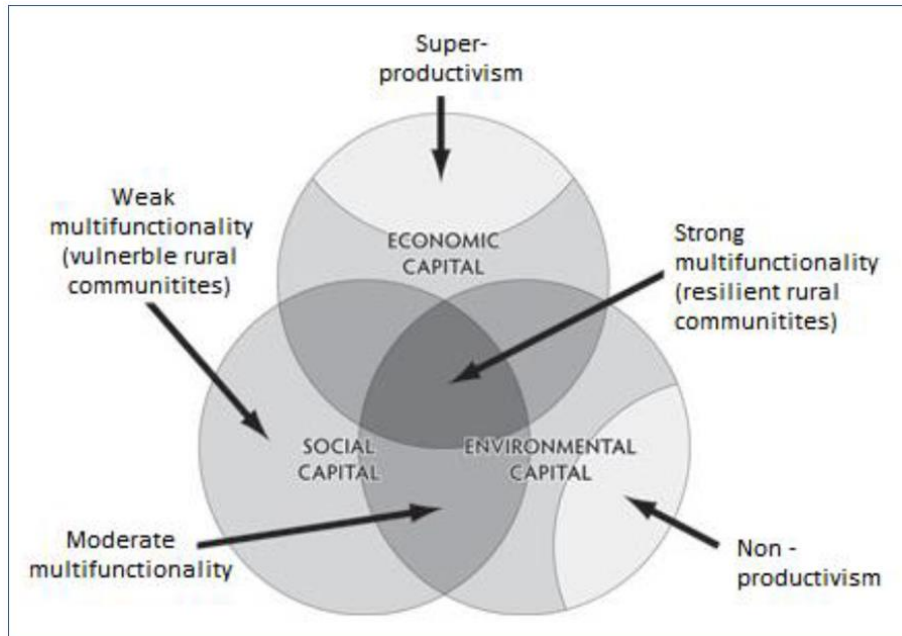 Super-
productivism
Weak
multifunctionality
(vulnerble rural
communitites)
ECONOMIC
CAPITAL
Strong
multifunctionality
(resilient rural
communitites)
SOCIAL
CAPITAL
ENVIRONMENTAL
CAPITAL
Moderate
multifunctionality
Non -
productivism